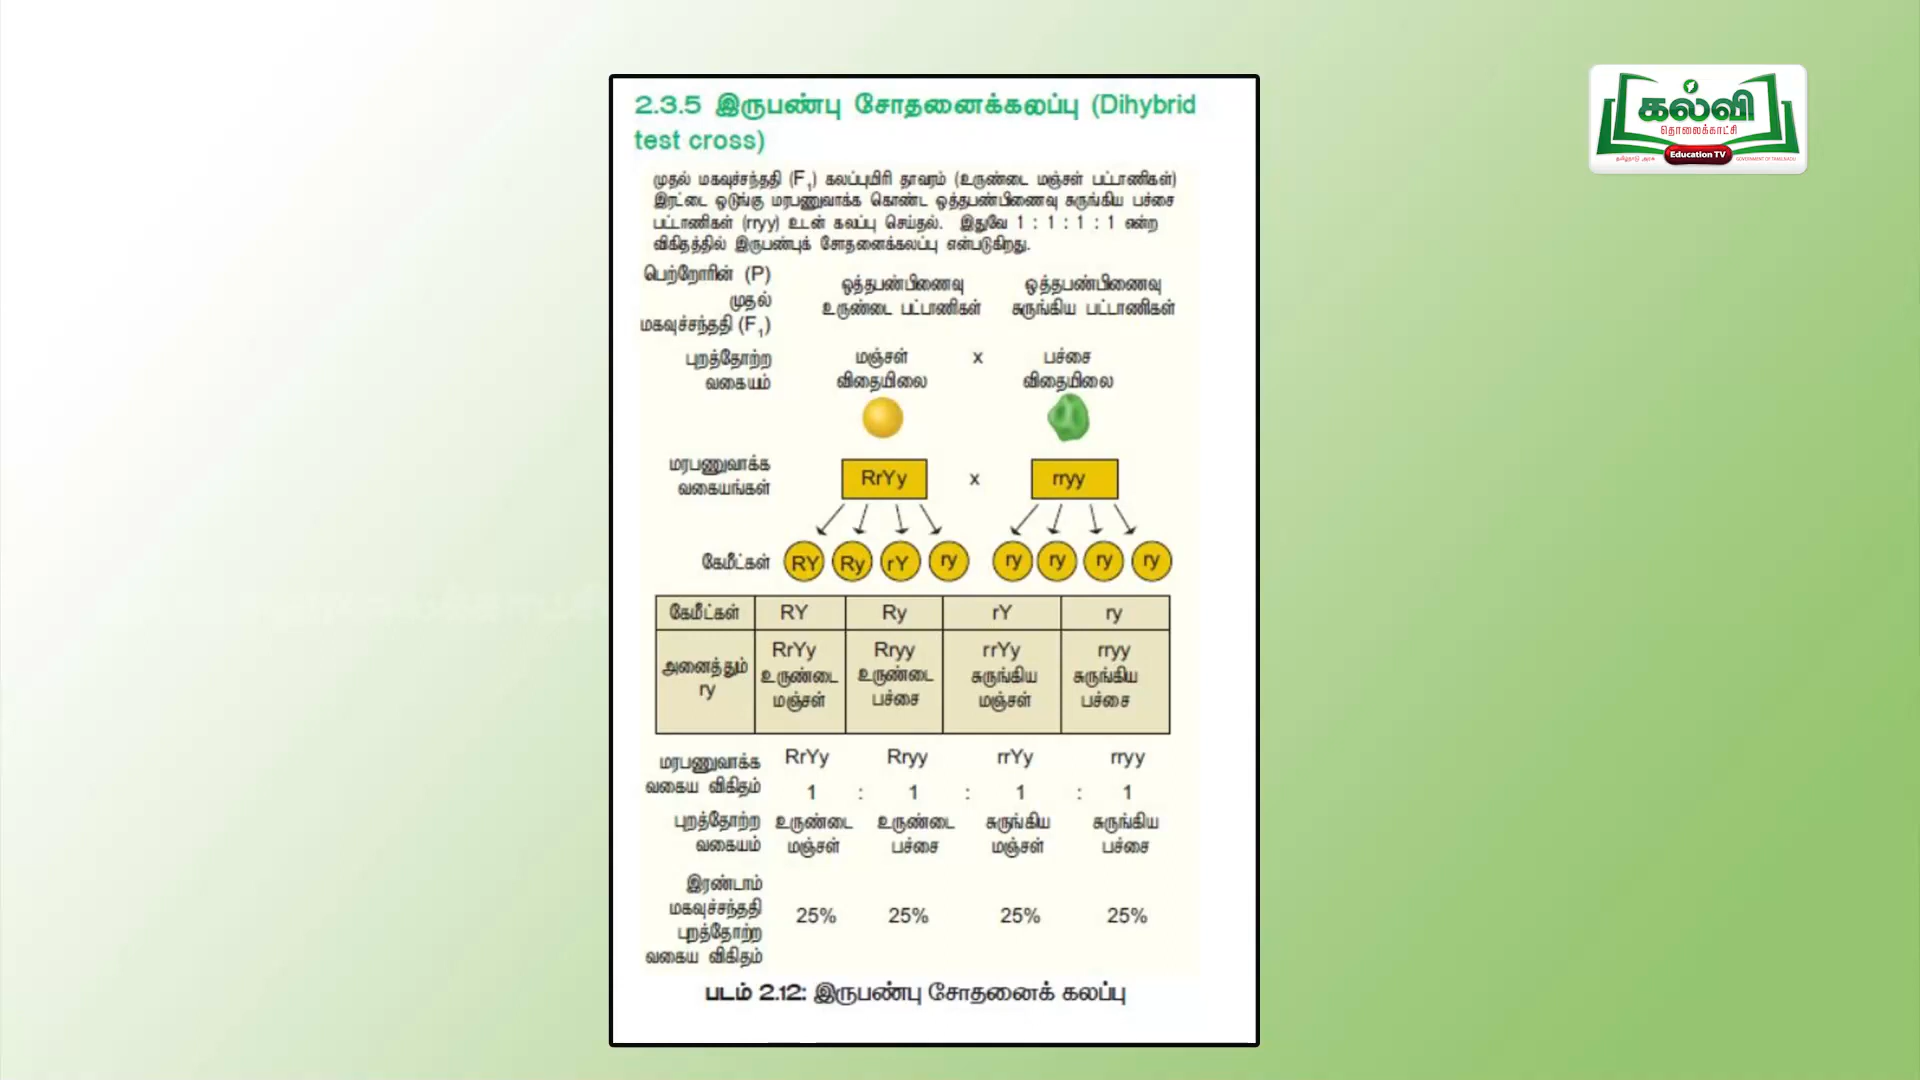 2.3.5 இருபண்பு சோதனைக்கலப்பு (Dihybrid
test cross)
முதல் மகவுச்சந்ததி (F1) கலப்புயிரி தாவரம் (உருண்டை மஞ்சள் பட்டாணிகள்)
இரட்டை ஒடுங்கு மரபணுவாக்க கொண்ட ஒத்தபண்பிணைவு சுருங்கிய பச்சை
பட்டாணிகள் (rryy) உடன் கலப்பு செய்தல். இதுவே 1 : 1 : 1 : 1 என்ற
விகிதத்தில் இருபண்புக் சோதனைக்கலப்பு என்படுகிறது.
பெற்றோரின் (P)
முதல்
மகவுச்சந்ததி (F1)
ஒத்தபண்பிணைவு ஒத்தபண்பிணைவு
உருண்டை பட்டாணிகள் சுருங்கிய பட்டாணிகள்
புறத்தோற்ற
வகையம்
மஞ்சள் x பச்சை
விதையிலை விதையிலை
மரபணுவாக்க
வகையங்கள்
RrYy x rryy
கேமீட்கள் RY Ry rY ry ry ry ry ry
கேமீட்கள் RY Ry rY ry
அனைத்தும்
ry
RrYy Rryy rrYy rryy
உருண்டை உருண்டை சுருங்கிய சுருங்கிய
மஞ்சள் பச்சை மஞ்சள் பச்சை
மரபணுவாக்க
வகைய விகிதம்
RrYy Rryy rrYy rryy
1 : 1 : 1 : 1
புறத்தோற்ற உருண்டை உருண்டை சுருங்கிய சுருங்கிய
வகையம் மஞ்சள் பச்சை மஞ்சள் பச்சை
இரண்டாம்
மகவுச்சந்ததி
புறத்தோற்ற
வகைய விகிதம்
25% 25% 25% 25%
படம் 2.12: இருபண்பு சோதனைக் கலப்பு
கல்வி
தொலைக்காட்சி
Education TV
தமிழ்நாடு அரசு
GOVERNMENT OF TAMILNADU